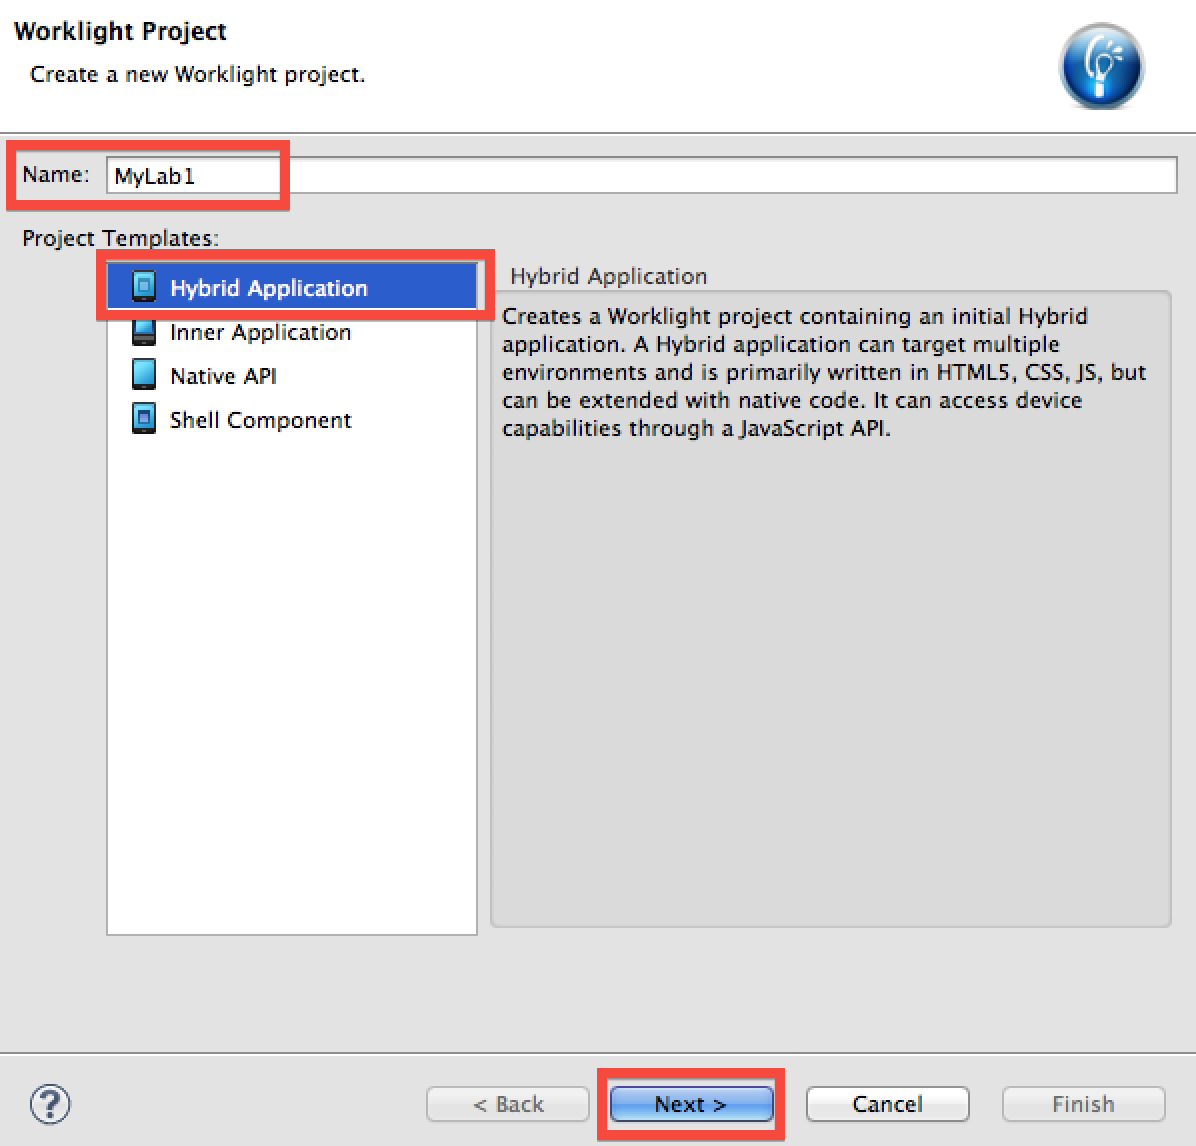 Worklight Project
Create a new Worklight project.
Name: MyLab1
Project Templates:
Hybrid Application
Inner Application
Native API
Shell Component
Hybrid Application
Creates a Worklight project containing an initial Hybrid
application. A Hybrid application can target multiple
environments and is primarily written in HTML5, CSS, JS, but
can be extended with native code. It can access device
capabilities through a JavaScript API.
? < Back Next > Cancel Finish